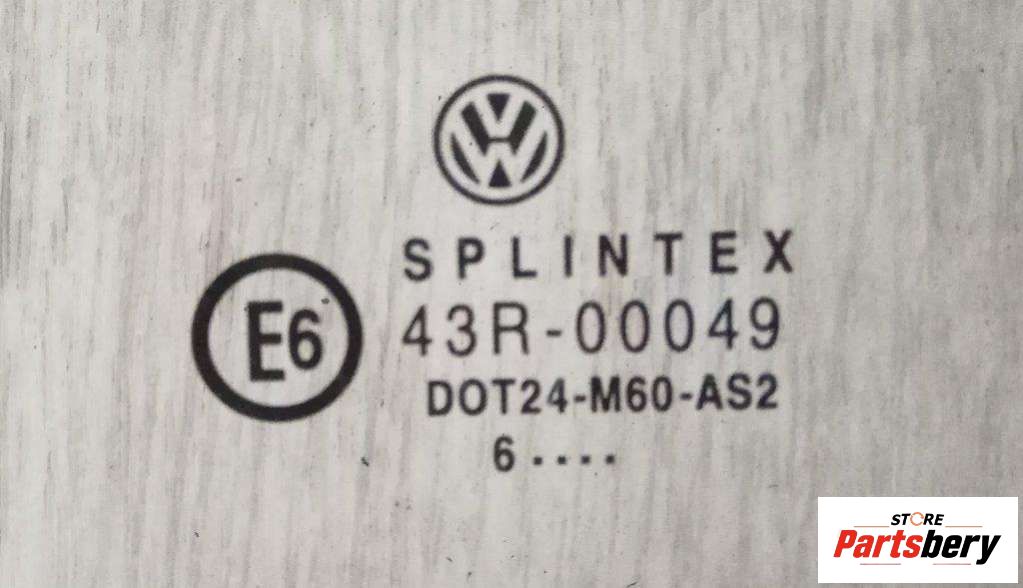 SPLINTEX
E6
43R-00049
DOT24-M60-AS2
6 ····
STORE
Partsbery